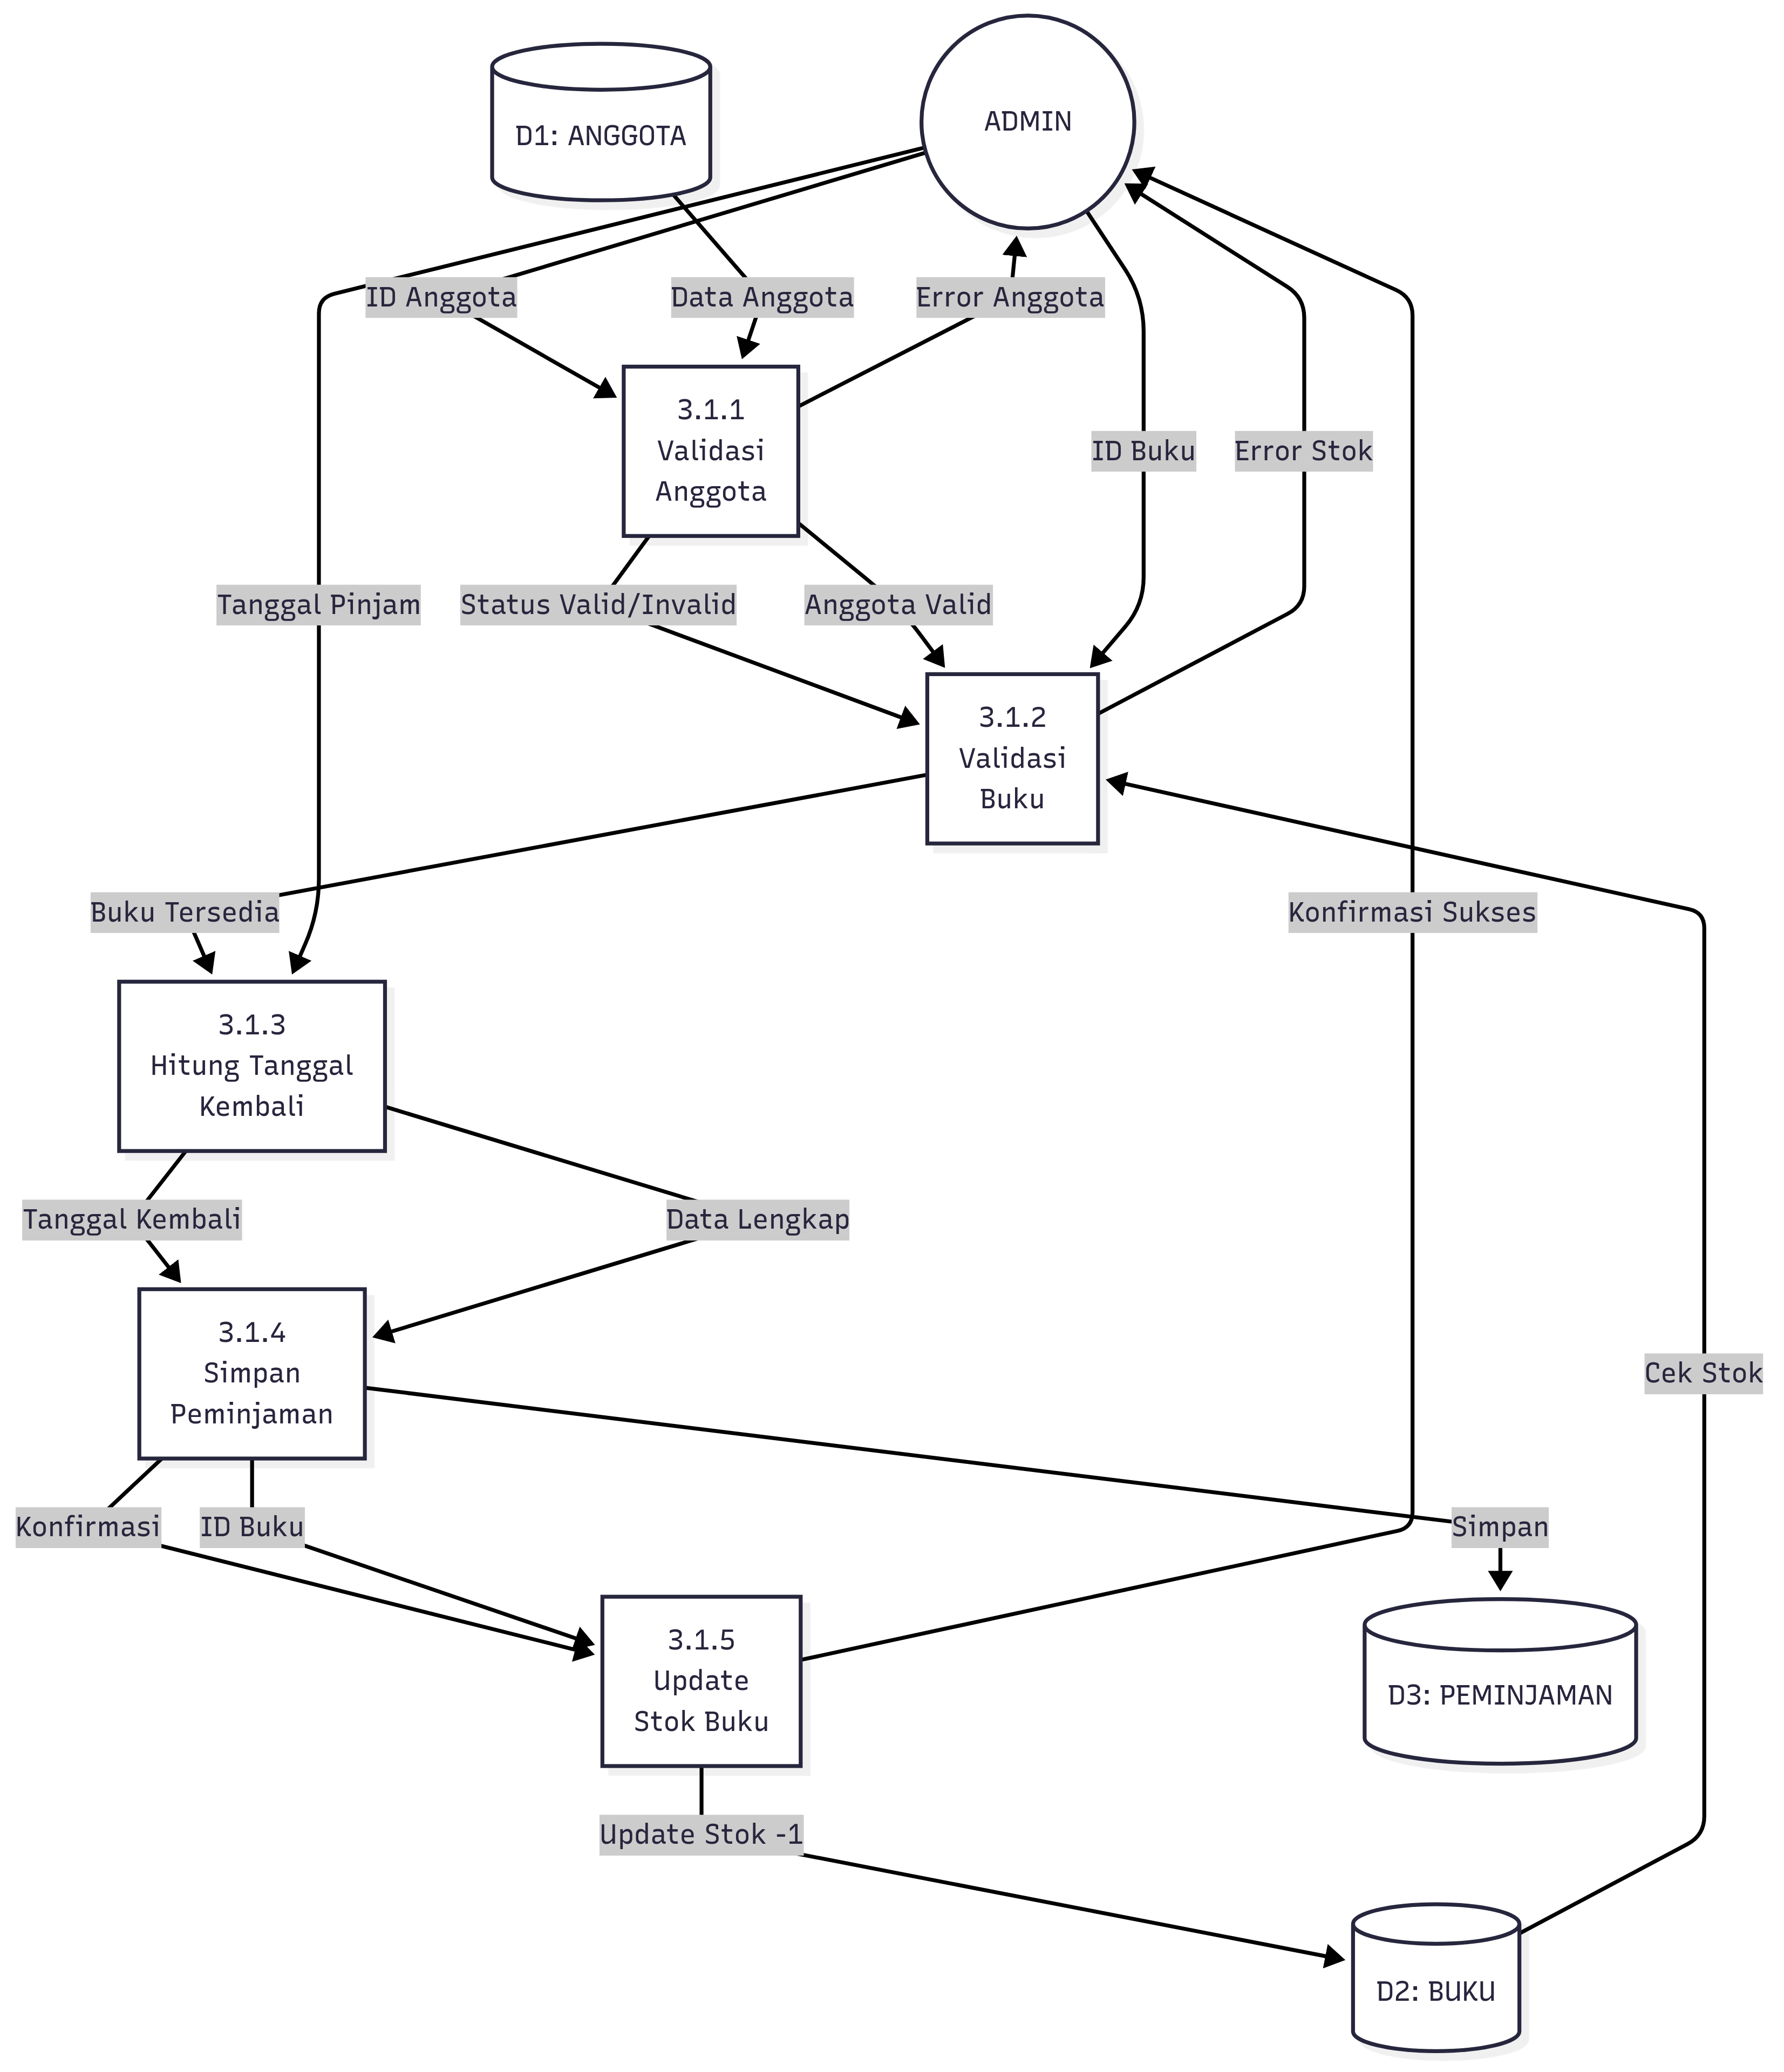 ADMIN
D1: ANGGOTA
ID Anggota
Data Anggota
Error Anggota
3.1.1
Validasi
Anggota
ID Buku
Error Stok
Tanggal Pinjam
Status Valid/Invalid
Anggota Valid
3.1.2
Validasi
Buku
Buku Tersedia
Konfirmasi Sukses
3.1.3
Hitung Tanggal
Kembali
Tanggal Kembali
Data Lengkap
3.1.4
Simpan
Peminjaman
Cek Stok
Konfirmasi
ID Buku
Simpan
3.1.5
Update
Stok Buku
D3: PEMINJAMAN
Update Stok -1
D2: BUKU